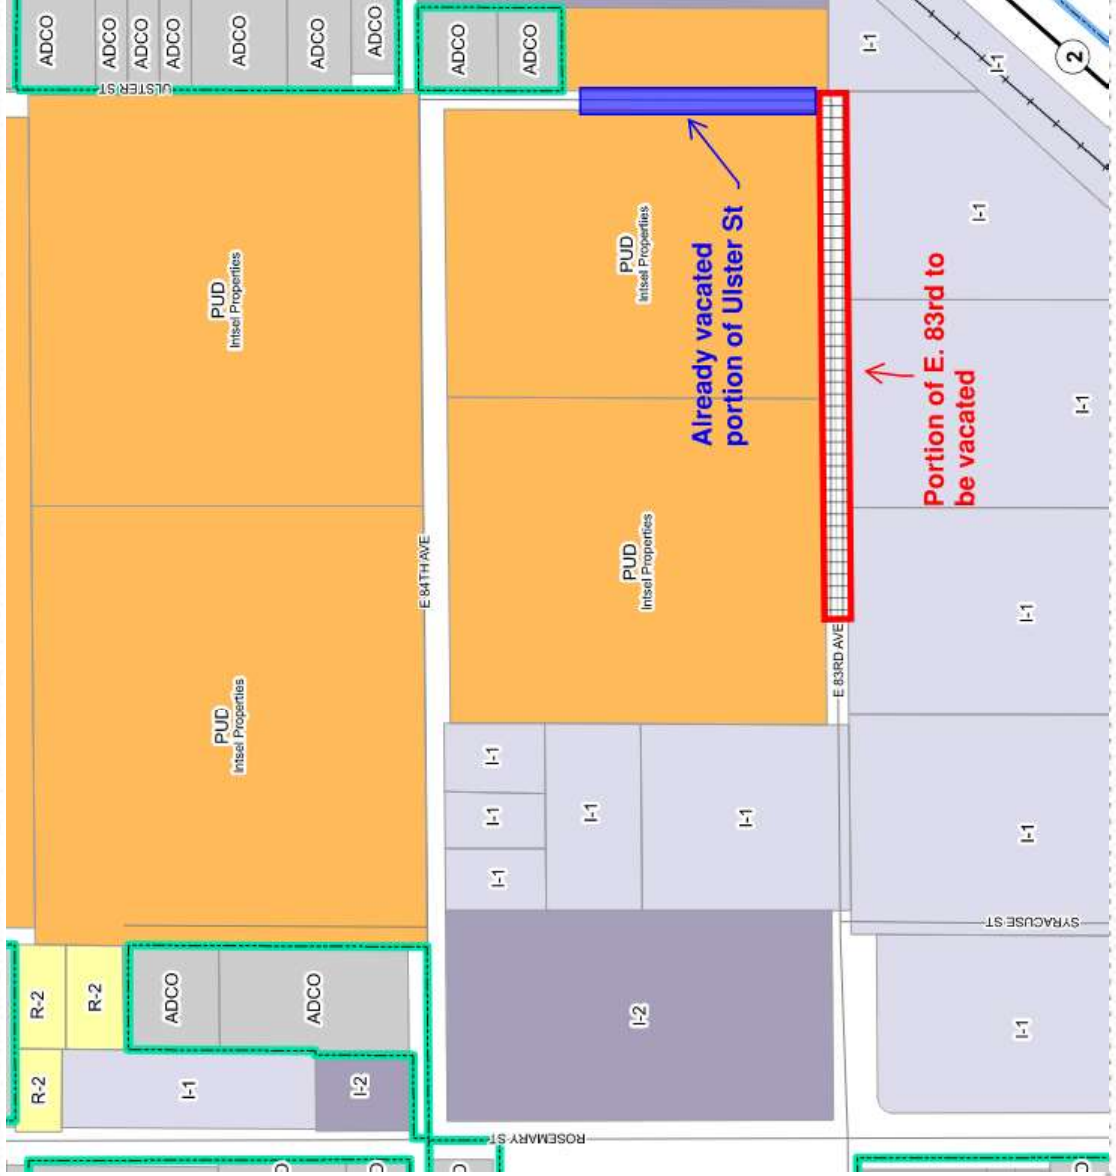 R-2
R-2
ADCO
R-2
ADCO
ADCO
ULSTER ST
ADCO
ADCO
I-1
PUD
Intsel Properties
PUD
Intsel Properties
ADCO
ADCO
ADCO
I-2
ADCO
E 84TH AVE
ADCO
I-1
I-1
I-1
ROSEMARY ST
ADCO
I-1
PUD
Intsel Properties
PUD
Intsel Properties
I-2
Already vacated
portion of Ulster St
I-1
E 83RD AVE
I-1
Portion of E. 83rd to
be vacated
I-1
I-1
I-1
I-1
I-1
SYRACUSE ST
2
I-1